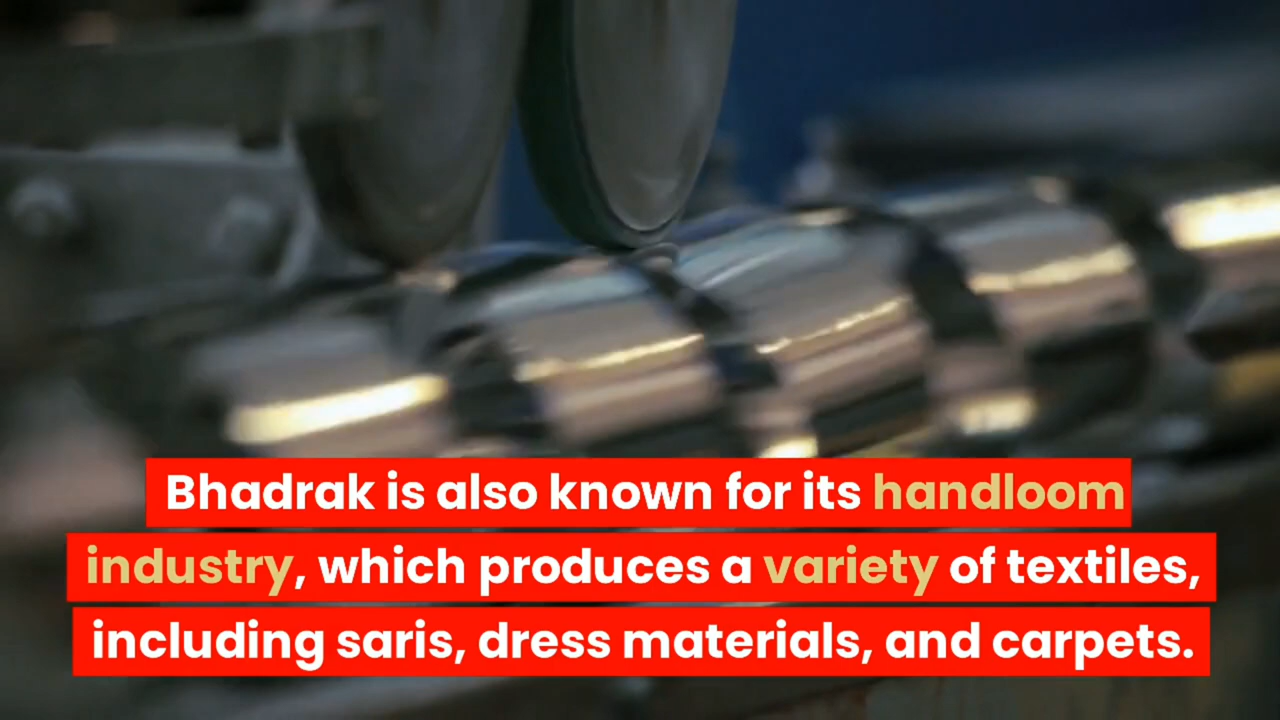 Bhadrak is also known for its handloom
industry, which produces a variety of textiles,
including saris, dress materials, and carpets.